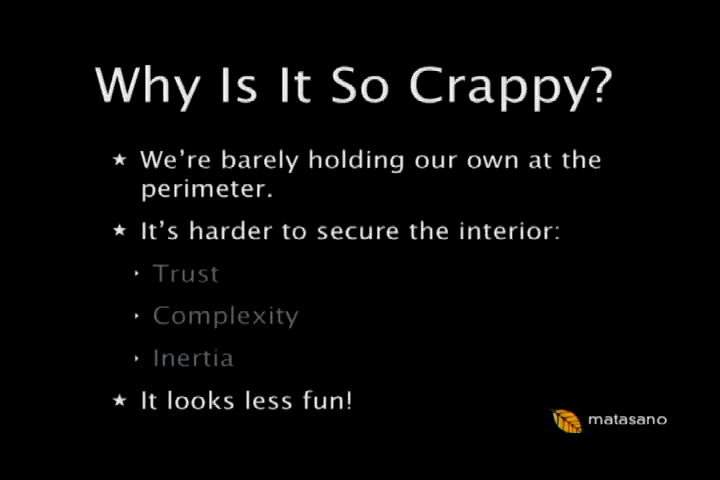 Why Is It So Crappy?
★ We're barely holding our own at the
perimeter.
★ It's harder to secure the interior:
‣ Trust
‣ Complexity
‣ Inertia
★ It looks less fun!
matasano